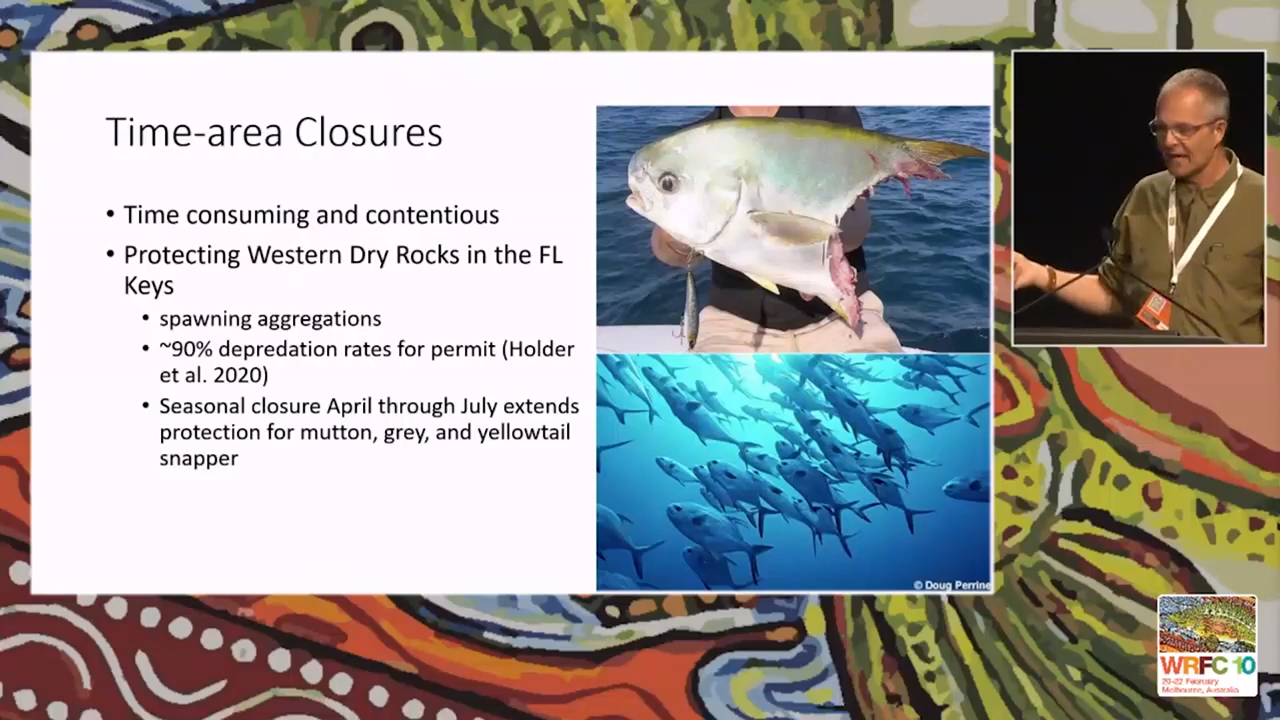 Time-area Closures
• Time consuming and contentious
• Protecting Western Dry Rocks in the FL
Keys
• spawning aggregations
• ~90% depredation rates for permit (Holder
et al. 2020)
• Seasonal closure April through July extends
protection for mutton, grey, and yellowtail
snapper
© Doug Perrine
WRFC 10
20-22 February
Melbourne, Australia